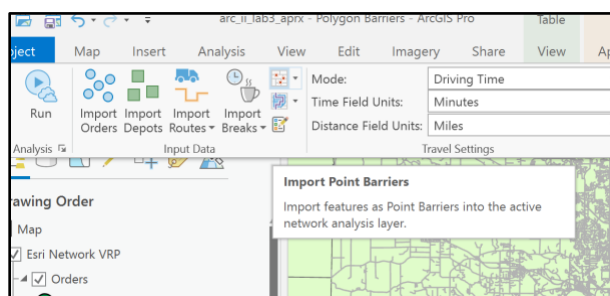 arc_ii_lab3_aprx - Polygon Barriers - ArcGIS Pro
Table
Map Insert Analysis View Edit Imagery Share View
Run
Import Orders
Import Depots
Import Routes
Import Breaks
Mode: Driving Time
Time Field Units: Minutes
Distance Field Units: Miles
Analysis
Input Data
Travel Settings
Import Point Barriers
Import features as Point Barriers into the active
network analysis layer.
rawing Order
Map
Esri Network VRP
Orders